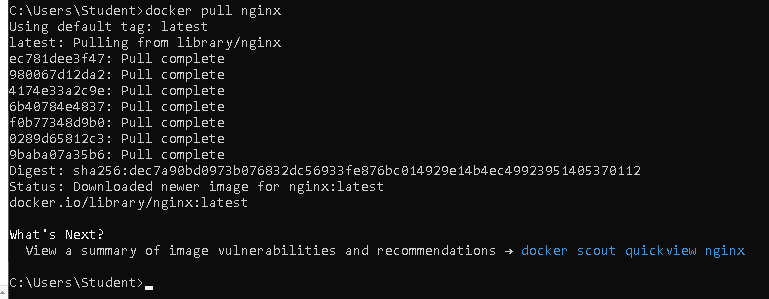 C:\Users\Student>docker pull nginx
Using default tag: latest
latest: Pulling from library/nginx
ec781dee3f47: Pull complete
980067d12da2: Pull complete
4174e33a2c9e: Pull complete
6b40784e4837: Pull complete
f0b77348d9b0: Pull complete
0289d65812c3: Pull complete
9baba07a35b6: Pull complete
Digest: sha256:dec7a90bd0973b076832dc56933fe876bc014929e14b4ec49923951405370112
Status: Downloaded newer image for nginx:latest
docker.io/library/nginx:latest
What's Next?
View a summary of image vulnerabilities and recommendations → docker scout quickview nginx
C:\Users\Student>